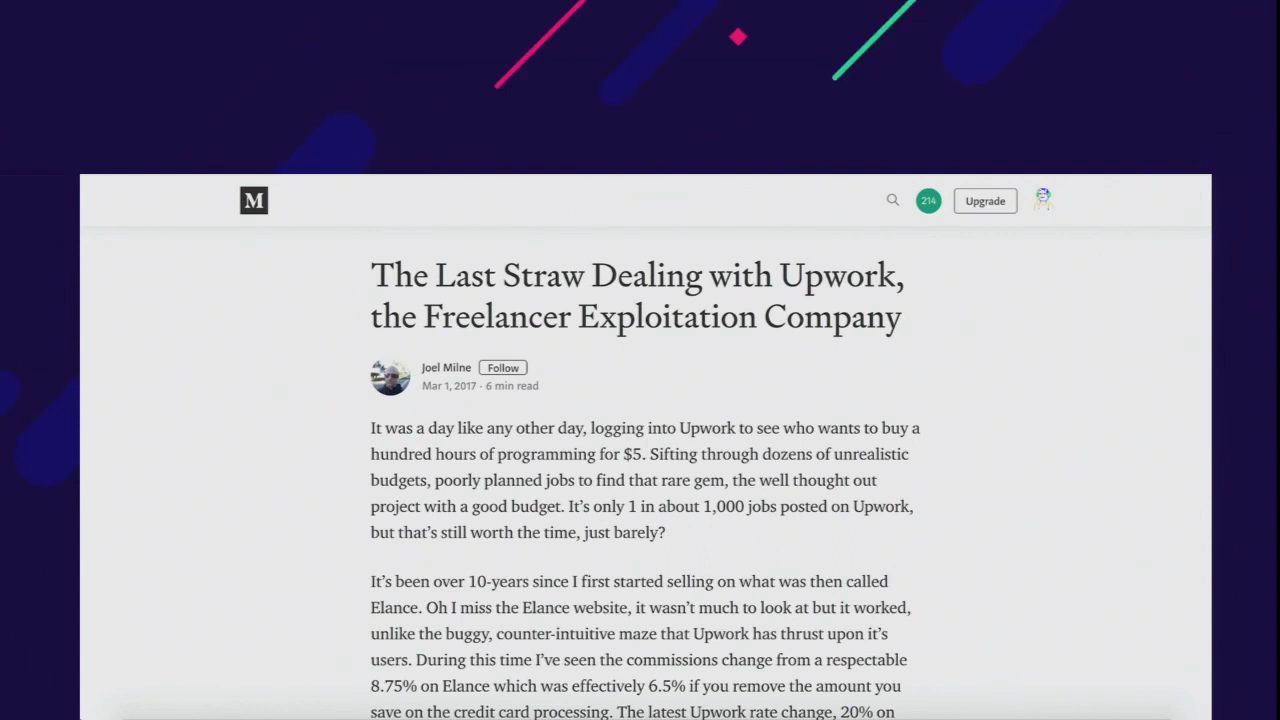 M
214
Upgrade
The Last Straw Dealing with Upwork,
the Freelancer Exploitation Company
Joel Milne Follow
Mar 1, 2017 · 6 min read
It was a day like any other day, logging into Upwork to see who wants to buy a
hundred hours of programming for $5. Sifting through dozens of unrealistic
budgets, poorly planned jobs to find that rare gem, the well thought out
project with a good budget. It’s only 1 in about 1,000 jobs posted on Upwork,
but that’s still worth the time, just barely?
It’s been over 10-years since I first started selling on what was then called
Elance. Oh I miss the Elance website, it wasn’t much to look at but it worked,
unlike the buggy, counter-intuitive maze that Upwork has thrust upon it’s
users. During this time I’ve seen the commissions change from a respectable
8.75% on Elance which was effectively 6.5% if you remove the amount you
save on the credit card processing. The latest Upwork rate change, 20% on